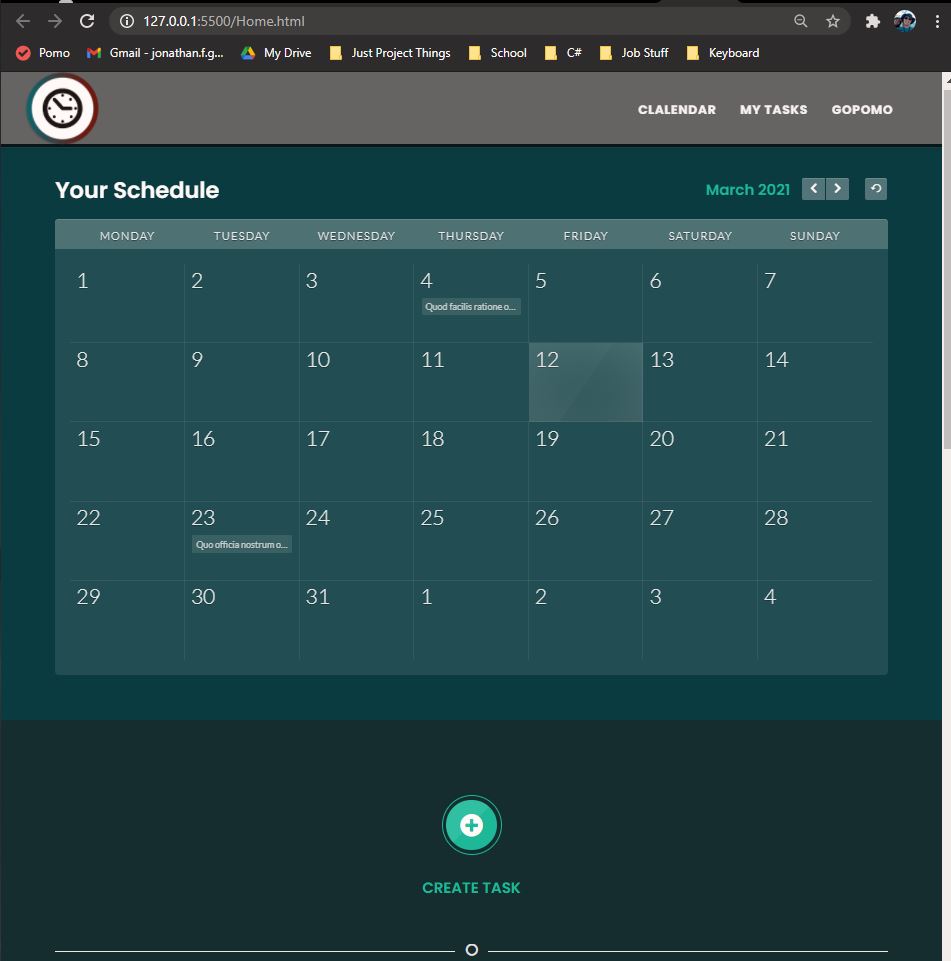 127.0.0.1:5500/Home.html
Pomo Gmail - jonathan.f.g... My Drive Just Project Things School C# Job Stuff Keyboard
CLALENDAR MY TASKS GOPOMO
Your Schedule March 2021
MONDAY TUESDAY WEDNESDAY THURSDAY FRIDAY SATURDAY SUNDAY
1 2 3 4 5 6 7
Quod facilis ratione o...
8 9 10 11 12 13 14
15 16 17 18 19 20 21
22 23 24 25 26 27 28
Quo officia nostrum o...
29 30 31 1 2 3 4
CREATE TASK